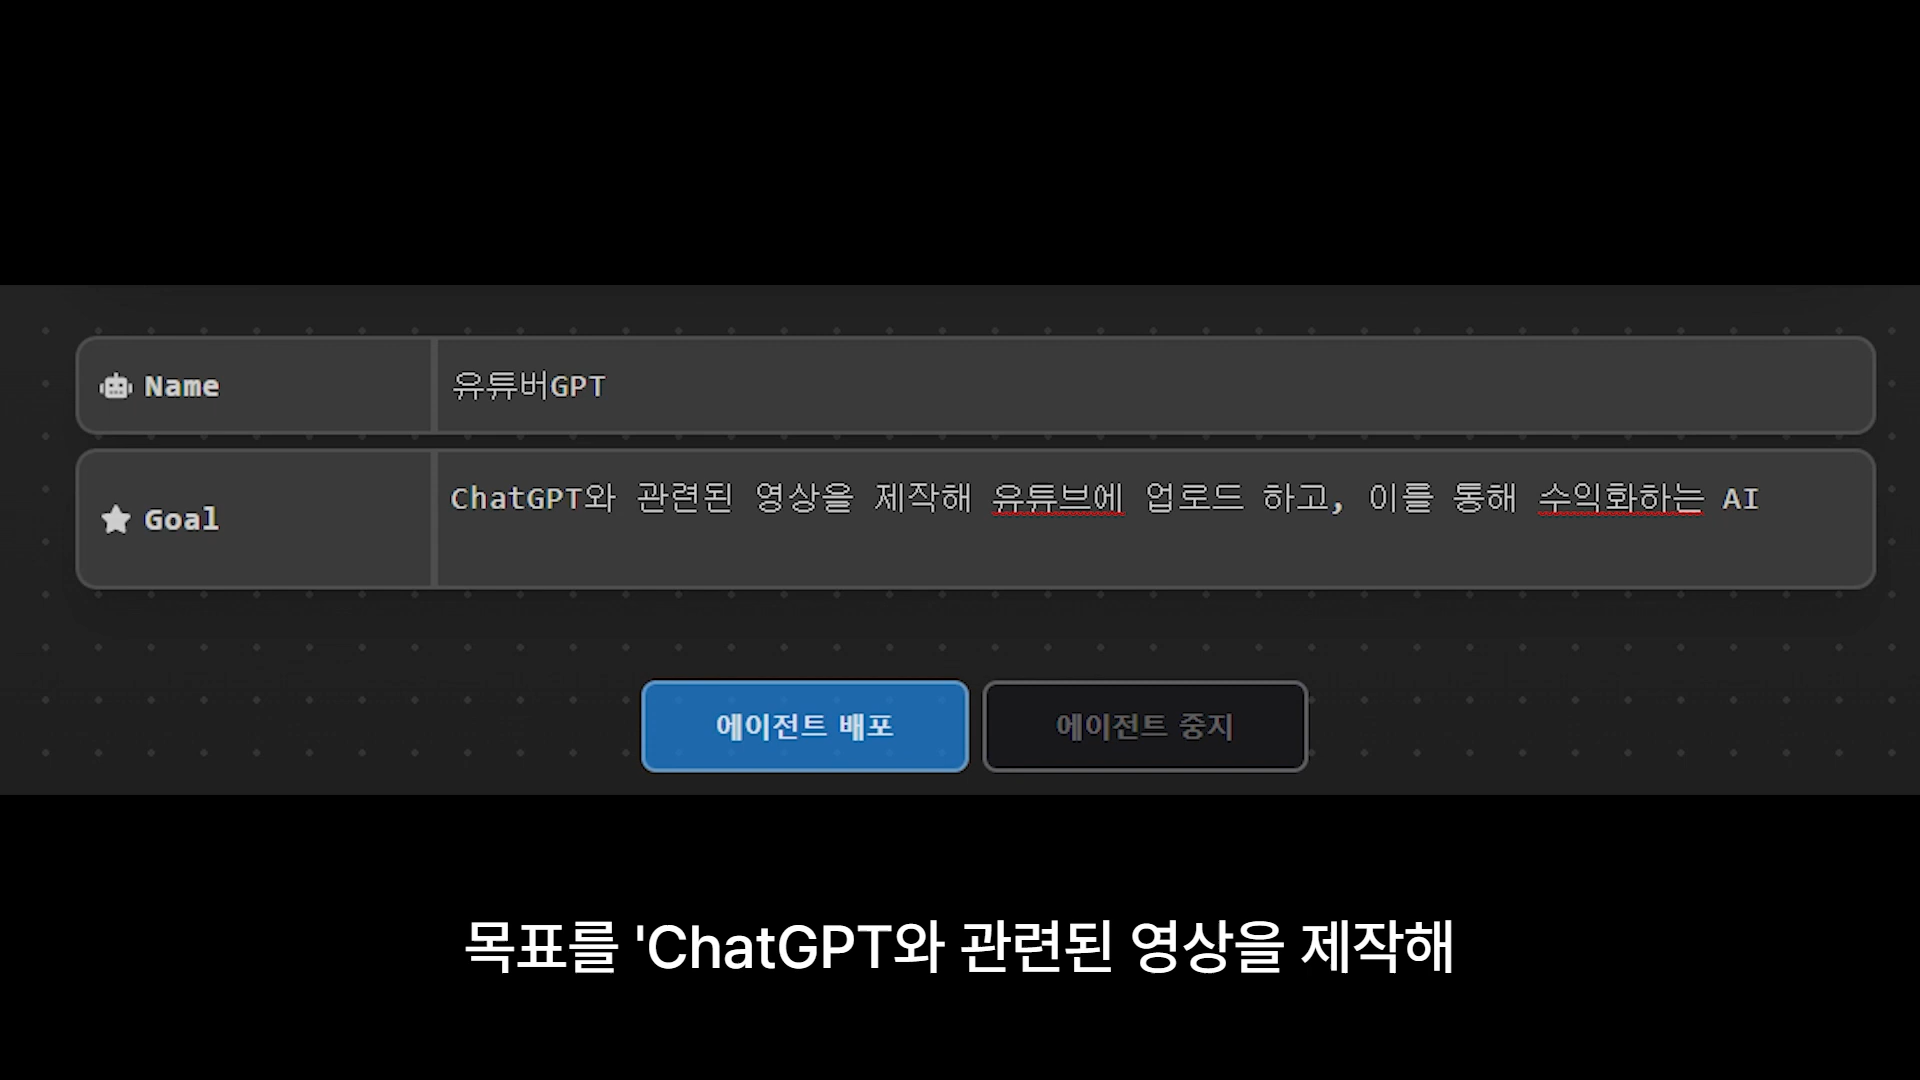 Name
유튜버GPT
Goal
ChatGPT와 관련된 영상을 제작해 유튜브에 업로드 하고, 이를 통해 수익화하는 AI
에이전트 배포
에이전트 중지
목표를 'ChatGPT와 관련된 영상을 제작해